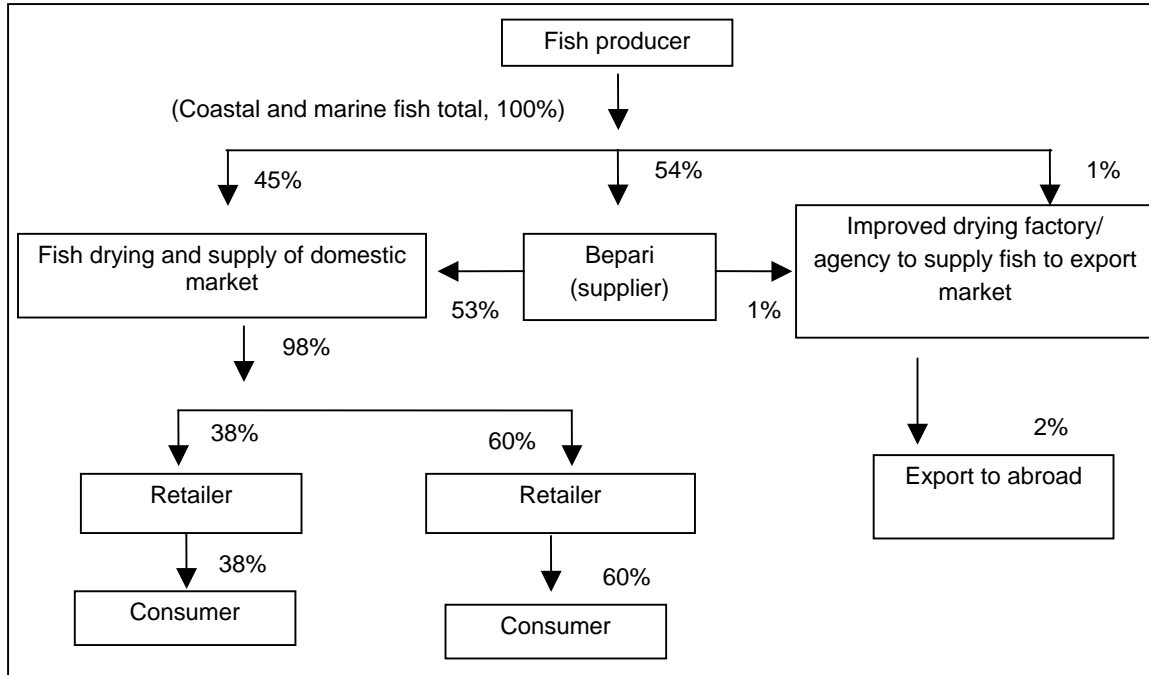 Fish producer
(Coastal and marine fish total, 100%)
45%
54%
1%
Fish drying and supply of domestic
market
Bepari
(supplier)
Improved drying factory/
agency to supply fish to export
market
53%
1%
98%
38%
60%
2%
Retailer
Retailer
Export to abroad
38%
60%
Consumer
Consumer